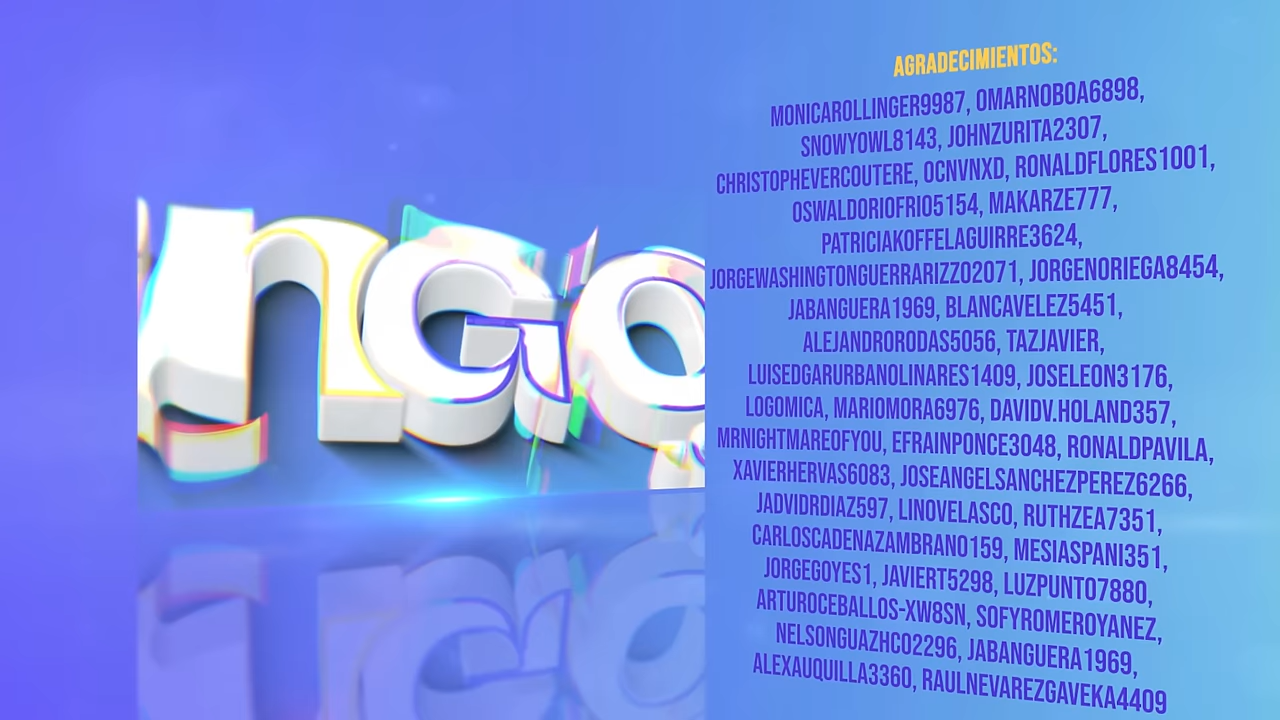 AGRADECIMIENTOS:
MONICAROLLINGER9987, OMARNOBOA6898,
SNOWYOWL8143, JOHNZURITA2307,
CHRISTOPHEVERCOUTERE, OCNVNXD, RONALDFLORES1001,
OSWALDORIOFRIO5154, MAKARZE777,
PATRICIAKOFFELAGUIRRE3624,
JORGEWASHINGTONGUERRARIZZO2071, JORGENORIEGA8454,
JABANGUERA1969, BLANCAVELEZ5451,
ALEJANDRORODAS5056, TAZJAVIER,
LUISEDGARURBANOLINARES1409, JOSELEON3176,
LOGOMICA, MARIOMORA6976, DAVIDV.HOLAND357,
MRNIGHTMAREOFYOU, EFRAINPONCE3048, RONALDPAVILA,
XAVIERHERVAS6083, JOSEANGELSANCHEZPEREZ6266,
JADVIDRDIAZ597, LINOVELASCO, RUTHZEA7351,
CARLOSCADENAZAMBRANO159, MESIASPANI351,
JORGEGOYES1, JAVIERT5298, LUZPUNTO7880,
ARTUROCEBALLOS-XW8SN, SOFYROMEROYANEZ,
NELSONGUAZHCO2296, JABANGUERA1969,
ALEXAUQUILLA3360, RAULNEVAREZGAVEKA4409